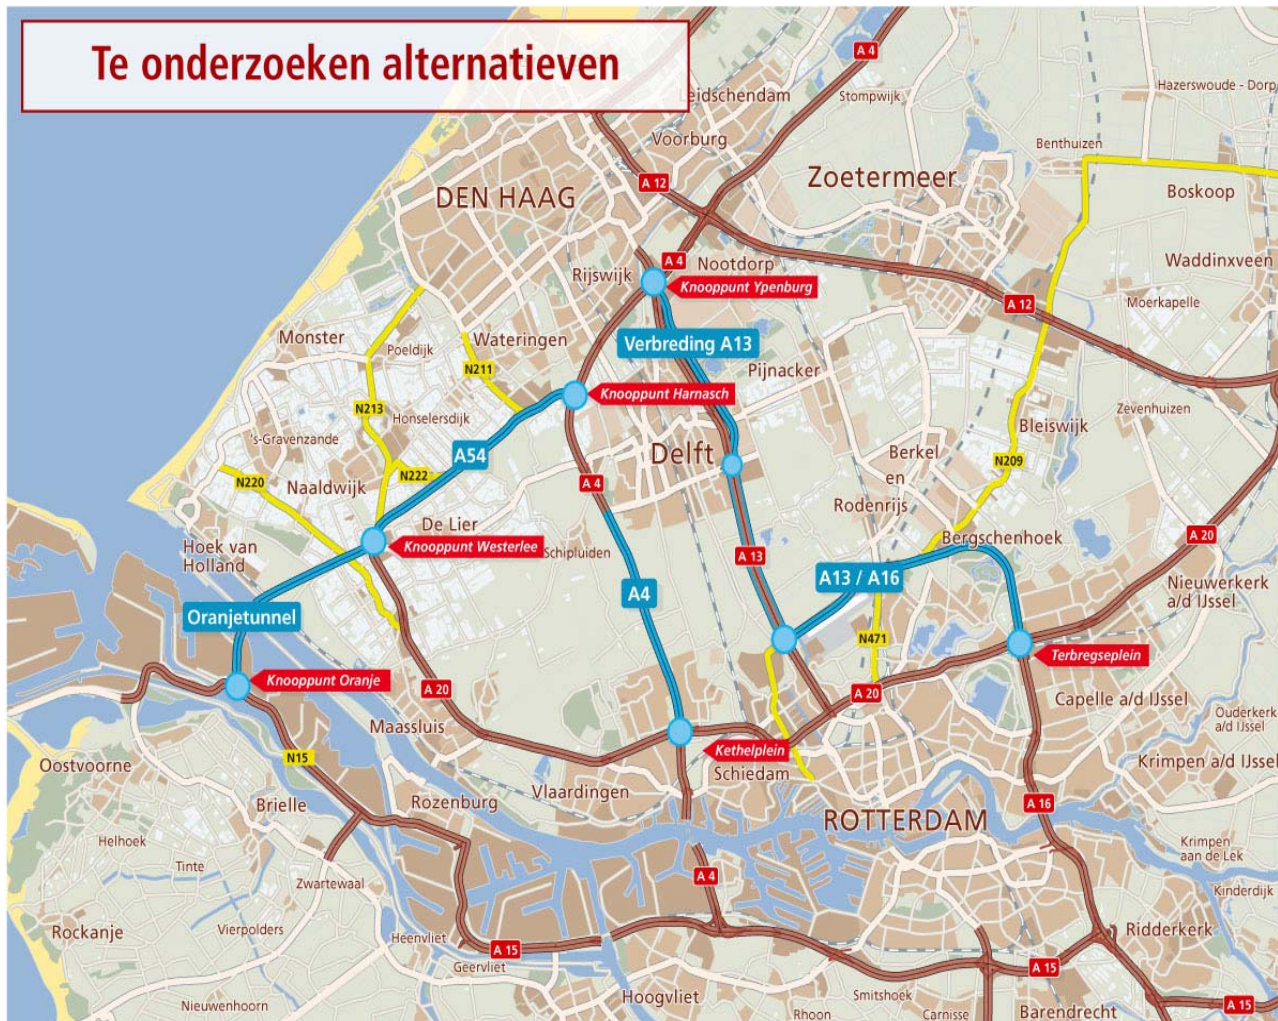 Te onderzoeken alternatieven
A 4
Leidschendam
Stompwijk
Hazerswoude - Dorp
Voorburg
Benthuizen
A 12
Zoetermeer
DEN HAAG
Boskoop
A 4
Nootdorp
Rijswijk
Waddinxveen
Knooppunt Ypenburg
A 12
Moerkapelle
Monster
Poeldijk
Wateringen
Verbreding A13
N211
Pijnacker
Knooppunt Harnasch
N213
Honselersdijk
Zevenhuizen
's-Gravenzande
Bleiswijk
A54
Delft
Berkel
en
Rodenrijs
N209
N220
Naaldwijk
N222
A 4
De Lier
Hoek van
Holland
Knooppunt Westerlee
Schipluiden
Bergschenhoek
A 20
A 13
A13 / A16
Nieuwerkerk
a/d IJssel
A4
Oranjetunnel
N471
Terbregseplein
Knooppunt Oranje
A 20
A 20
Capelle a/d IJssel
Maassluis
Ouderkerk
a/d IJssel
Kethelplein
N15
Oostvoorne
Schiedam
Krimpen a/d IJssel
Vlaardingen
Brielle
Rozenburg
A 16
ROTTERDAM
Helhoek
Krimpen
aan de Lek
Tinte
Zwartewaal
A 4
Kinderdijk
Rockanje
Vierpolders
Heenvliet
Ridderkerk
A 15
Geervliet
A 15
Hoogvliet
Smitshoek
Nieuwenhoorn
Rhoon
Carnisse
Barendrecht
A 15